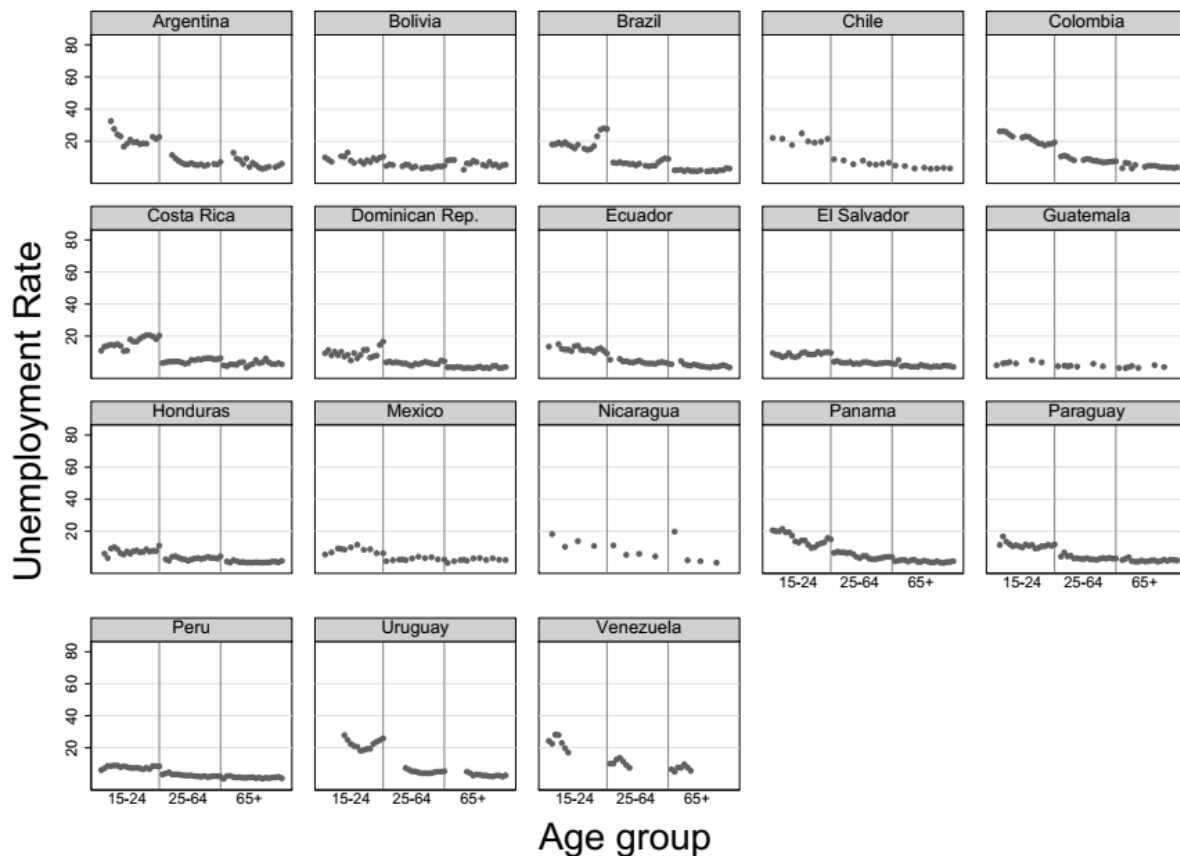 Argentina Bolivia Brazil Chile Colombia
80
60
40
20
Costa Rica Dominican Rep. Ecuador El Salvador Guatemala
80
60
40
20
Unemployment Rate
Honduras Mexico Nicaragua Panama Paraguay
80
60
40
20
15-24 25-64 65+ 15-24 25-64 65+
Peru Uruguay Venezuela
80
60
40
20
15-24 25-64 65+ 15-24 25-64 65+ 15-24 25-64 65+
Age group